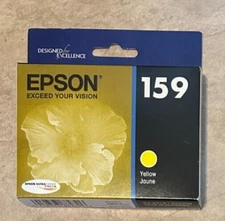 DESIGNED for
EXCELLENCE
EPSON
EXCEED YOUR VISION
159
Yellow
Jaune